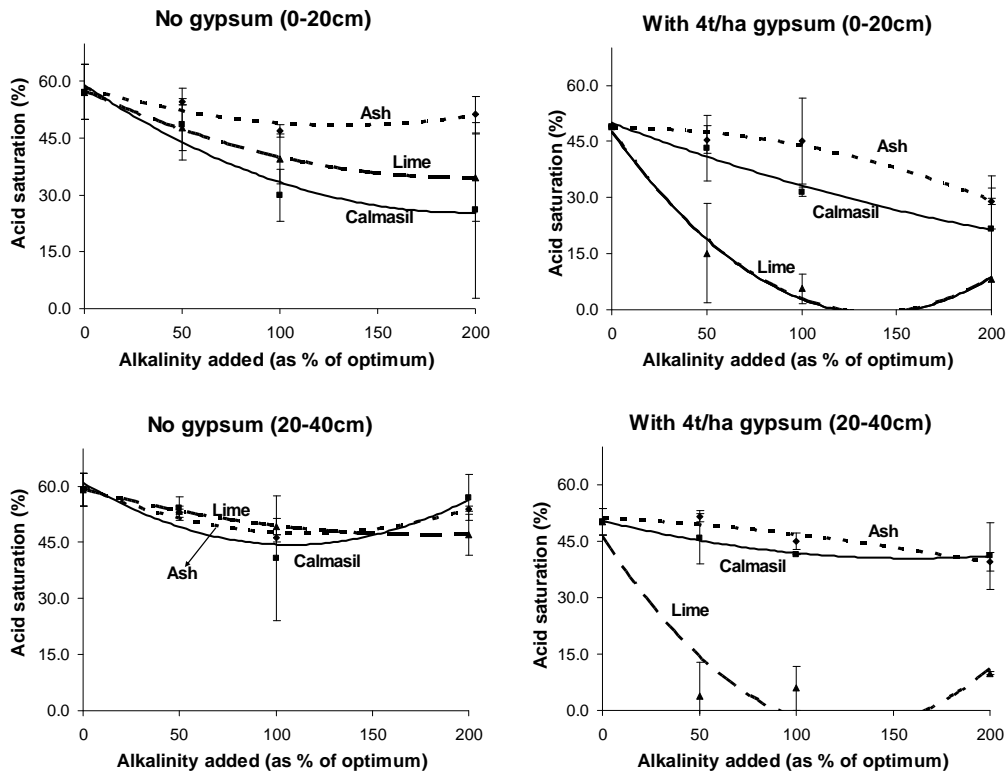 No gypsum (0-20cm)
Acid saturation (%)
60.0
45.0
30.0
15.0
0.0
Ash
Lime
Calmasil
0 50 100 150 200
Alkalinity added (as % of optimum)
With 4t/ha gypsum (0-20cm)
Acid saturation (%)
60.0
45.0
30.0
15.0
0.0
Ash
Calmasil
Lime
0 50 100 150 200
Alkalinity added (as % of optimum)
No gypsum (20-40cm)
Acid saturation (%)
60.0
45.0
30.0
15.0
0.0
Lime
Ash
Calmasil
0 50 100 150 200
Alkalinity added (as % of optimum)
With 4t/ha gypsum (20-40cm)
Acid saturation (%)
60.0
45.0
30.0
15.0
0.0
Ash
Calmasil
Lime
0 50 100 150 200
Alkalinity added (as % of optimum)